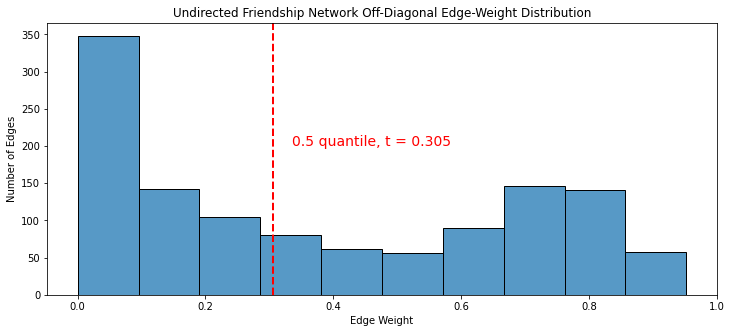 Undirected Friendship Network Off-Diagonal Edge-Weight Distribution
350
300
250
200
150
100
50
0
Number of Edges
0.5 quantile, t = 0.305
0.0 0.2 0.4 0.6 0.8 1.0
Edge Weight